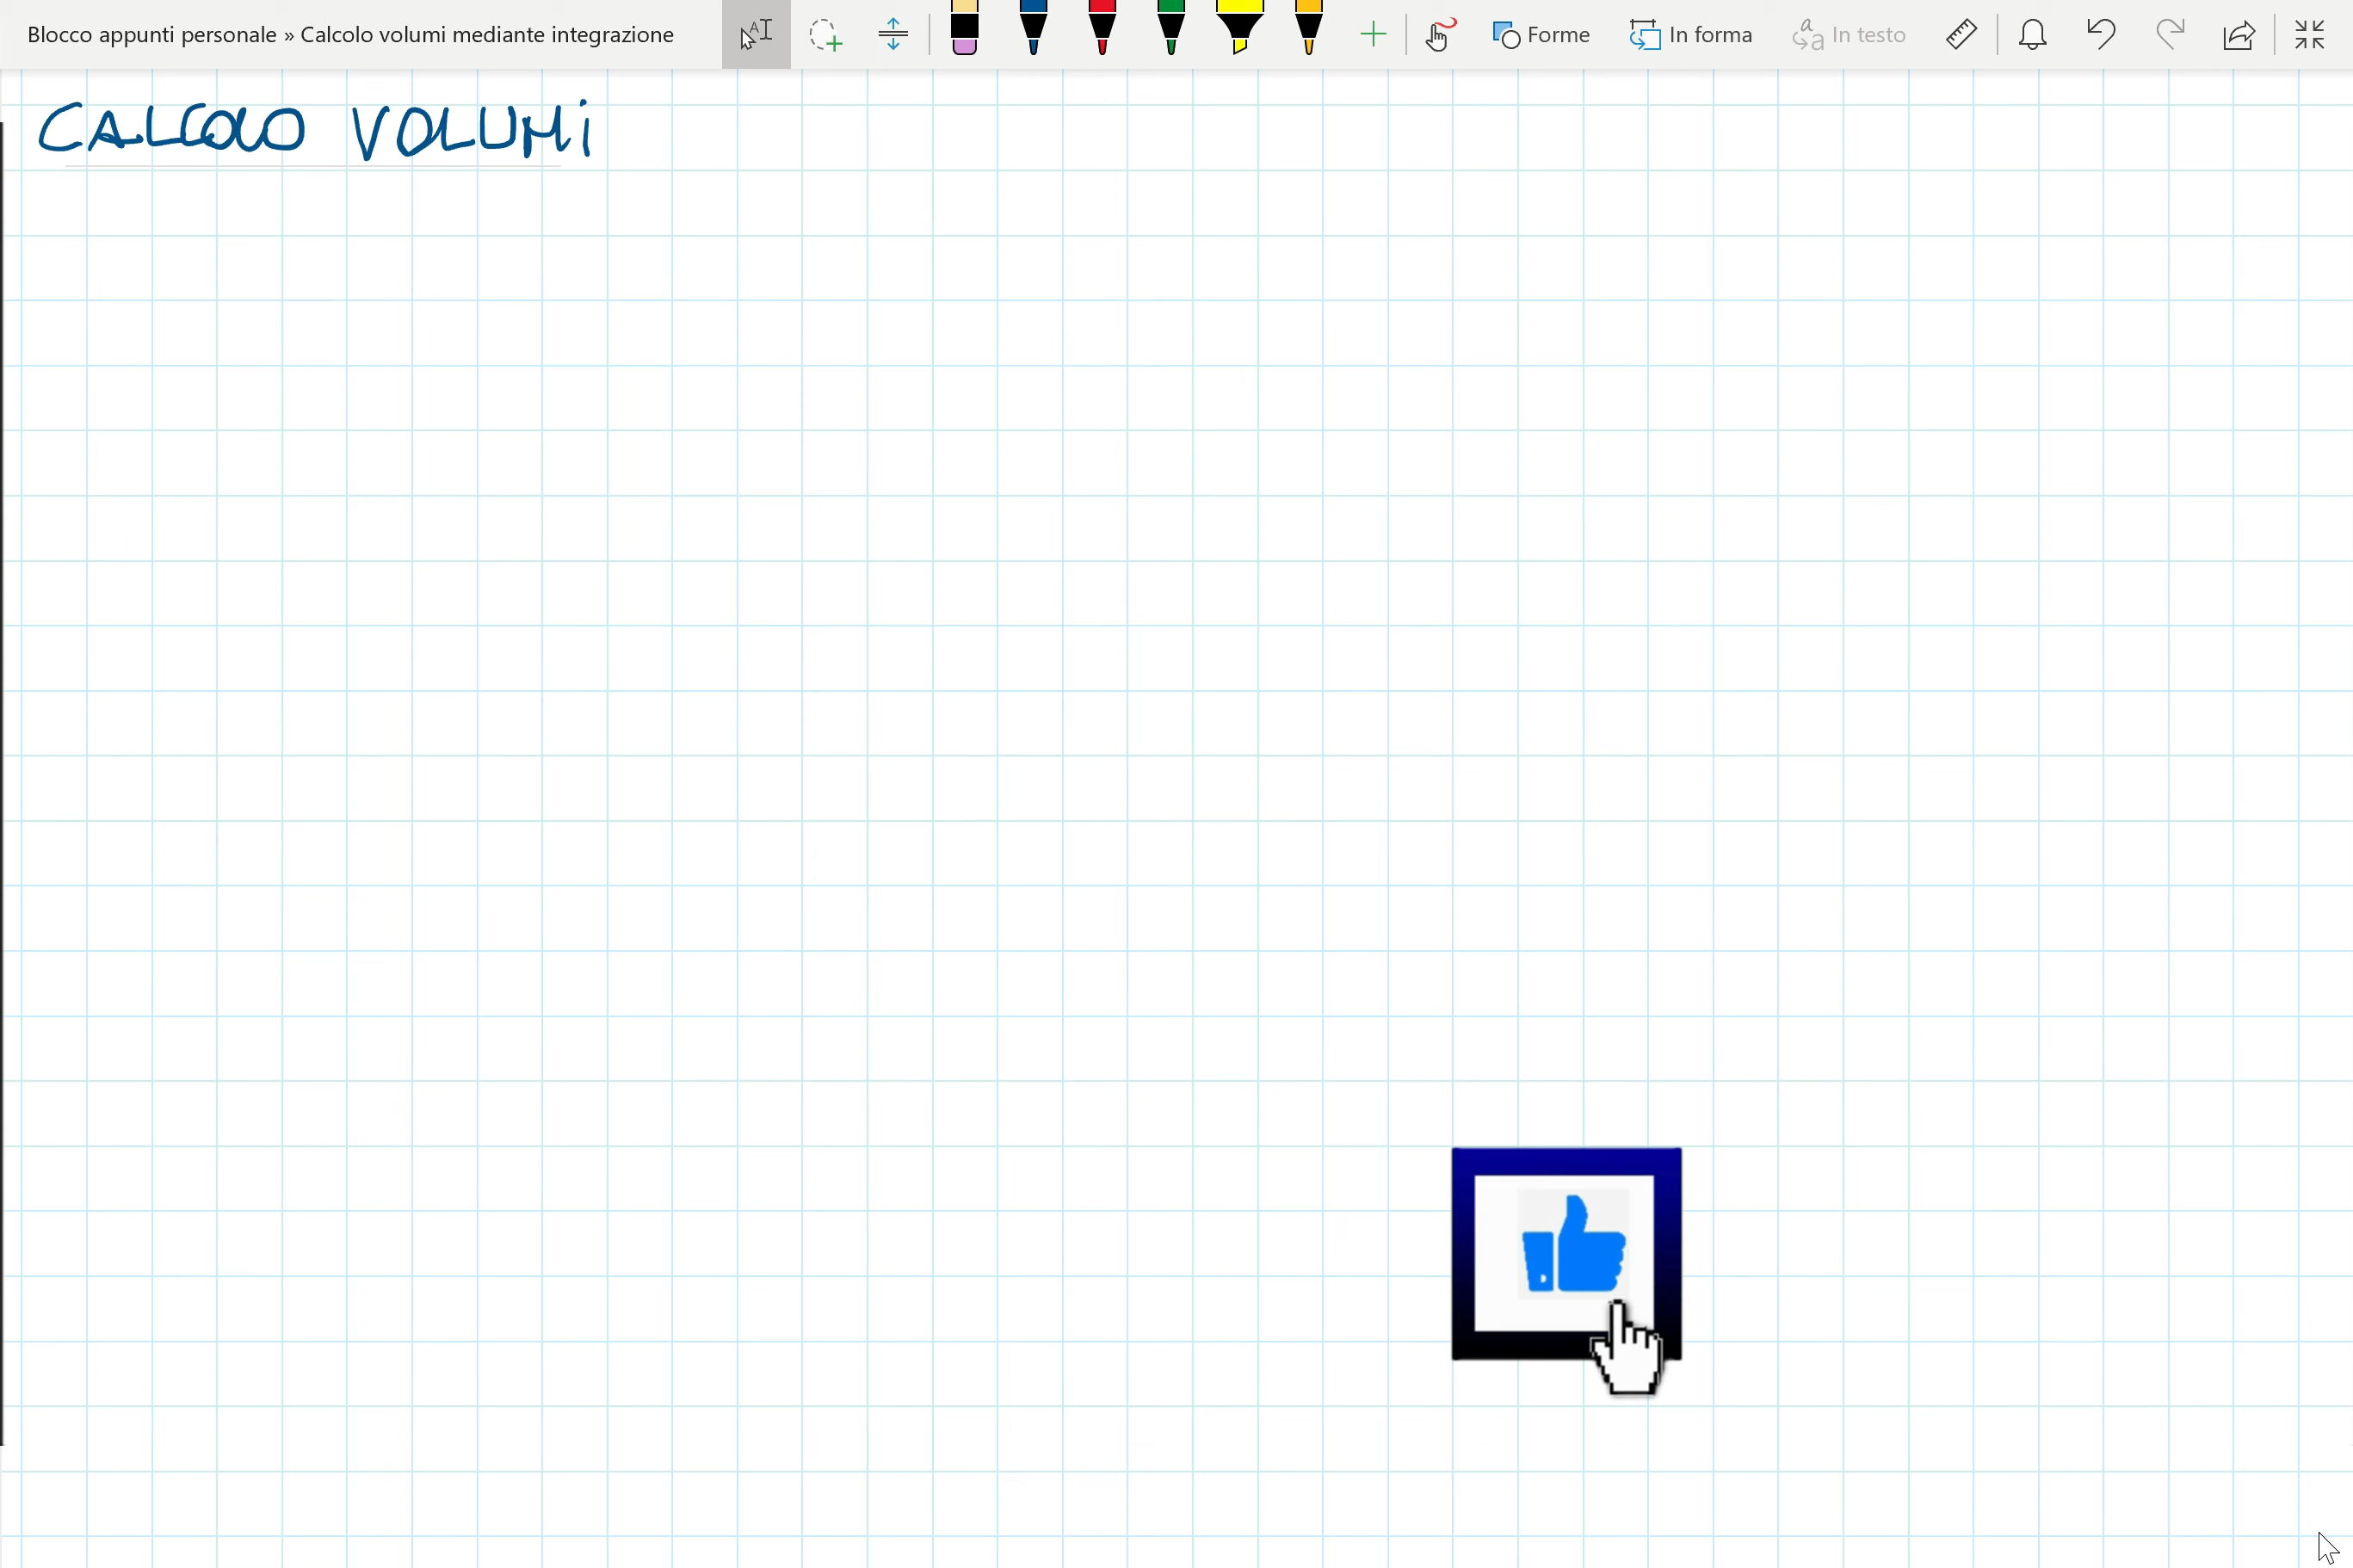 Blocco appunti personale » Calcolo volumi mediante integrazione
Forme
In forma
In testo
CALCOLO VOLUMI